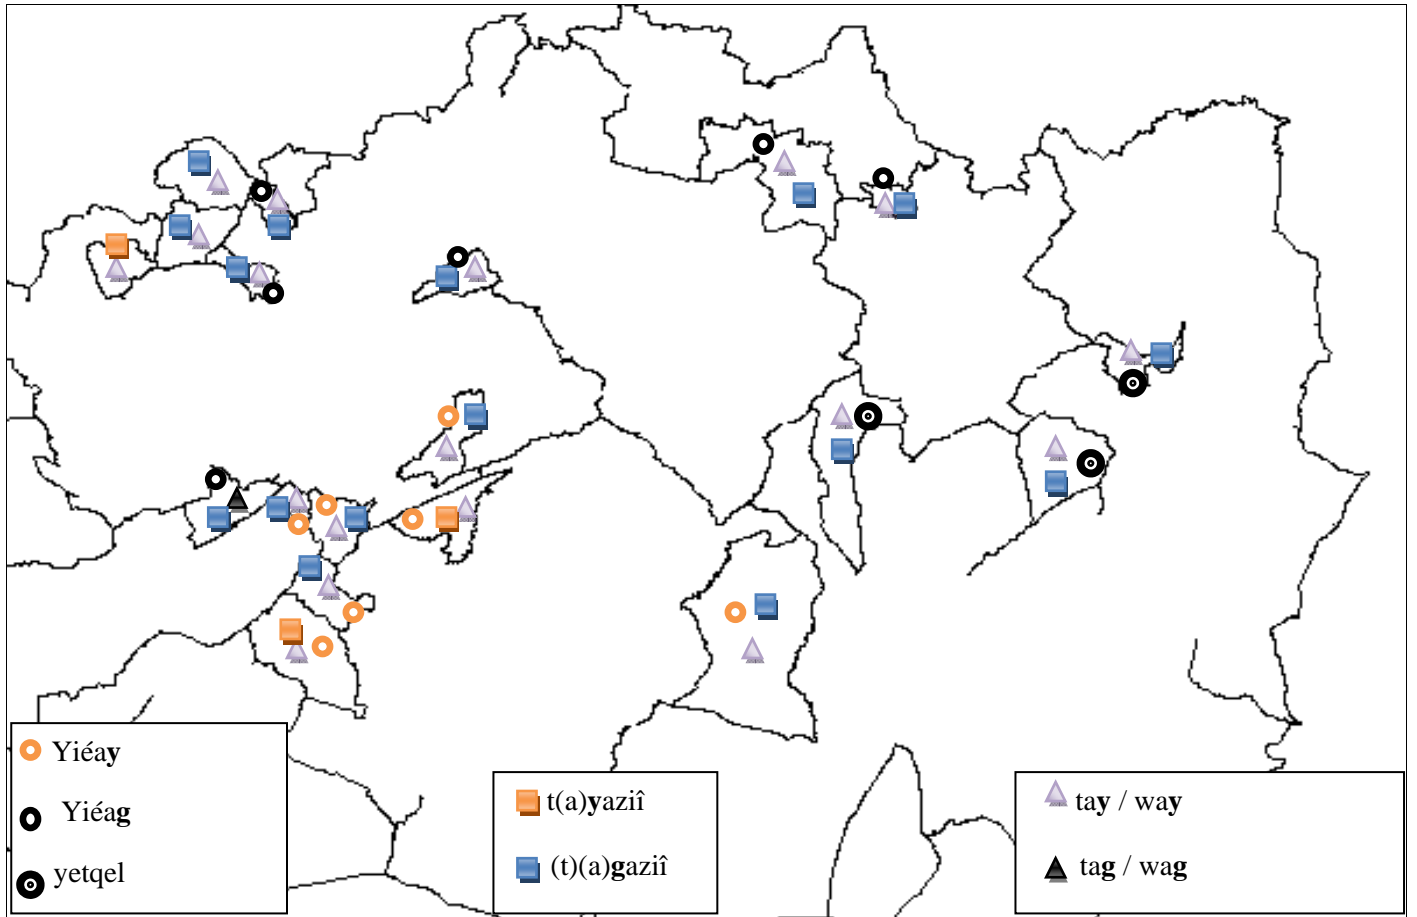 Yiéay
Yiéag
yetqel
t(a)yaziî
(t)(a)gaziî
tay / way
tag / wag